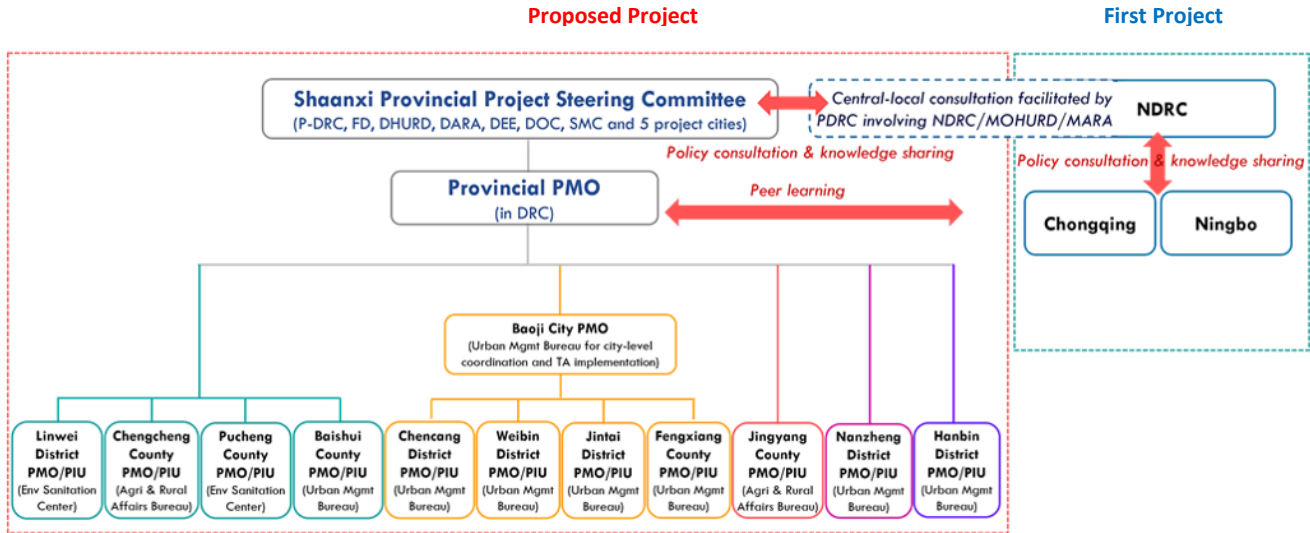 Proposed Project
First Project
Shaanxi Provincial Project Steering Committee
(P-DRC, FD, DHURD, DARA, DEE, DOC, SMC and 5 project cities)
Central-local consultation facilitated by
PDRC involving NDRC/MOHURD/MARA
NDRC
Policy consultation & knowledge sharing
Policy consultation & knowledge sharing
Provincial PMO
(in DRC)
Peer learning
Chongqing
Ningbo
Baoji City PMO
(Urban Mgmt Bureau for city-level
coordination and TA implementation)
Linwei
District
PMO/PIU
(Env Sanitation
Center)
Chengcheng
County
PMO/PIU
(Agri & Rural
Affairs Bureau)
Pucheng
County
PMO/PIU
(Env Sanitation
Center)
Baishui
County
PMO/PIU
(Urban Mgmt
Bureau)
Chencang
District
PMO/PIU
(Urban Mgmt
Bureau)
Weibin
District
PMO/PIU
(Urban Mgmt
Bureau)
Jintai
District
PMO/PIU
(Urban Mgmt
Bureau)
Fengxiang
County
PMO/PIU
(Urban Mgmt
Bureau)
Jingyang
County
PMO/PIU
(Agri & Rural
Affairs Bureau)
Nanzheng
District
PMO/PIU
(Urban Mgmt
Bureau)
Hanbin
District
PMO/PIU
(Urban Mgmt
Bureau)